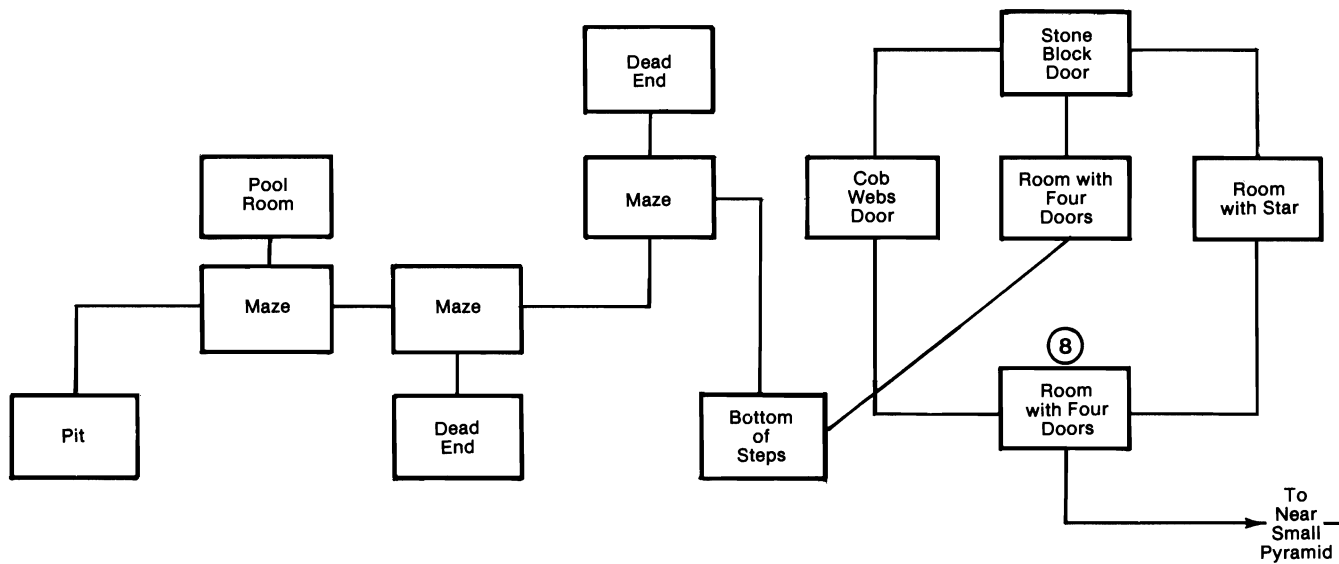 Stone
Block
Door
Dead
End
Pool
Room
Maze
Cob
Webs
Door
Room with
Four
Doors
Room
with Star
Maze
Maze
8
Room
with Four
Doors
Pit
Dead
End
Bottom
of
Steps
To
Near
Small
Pyramid